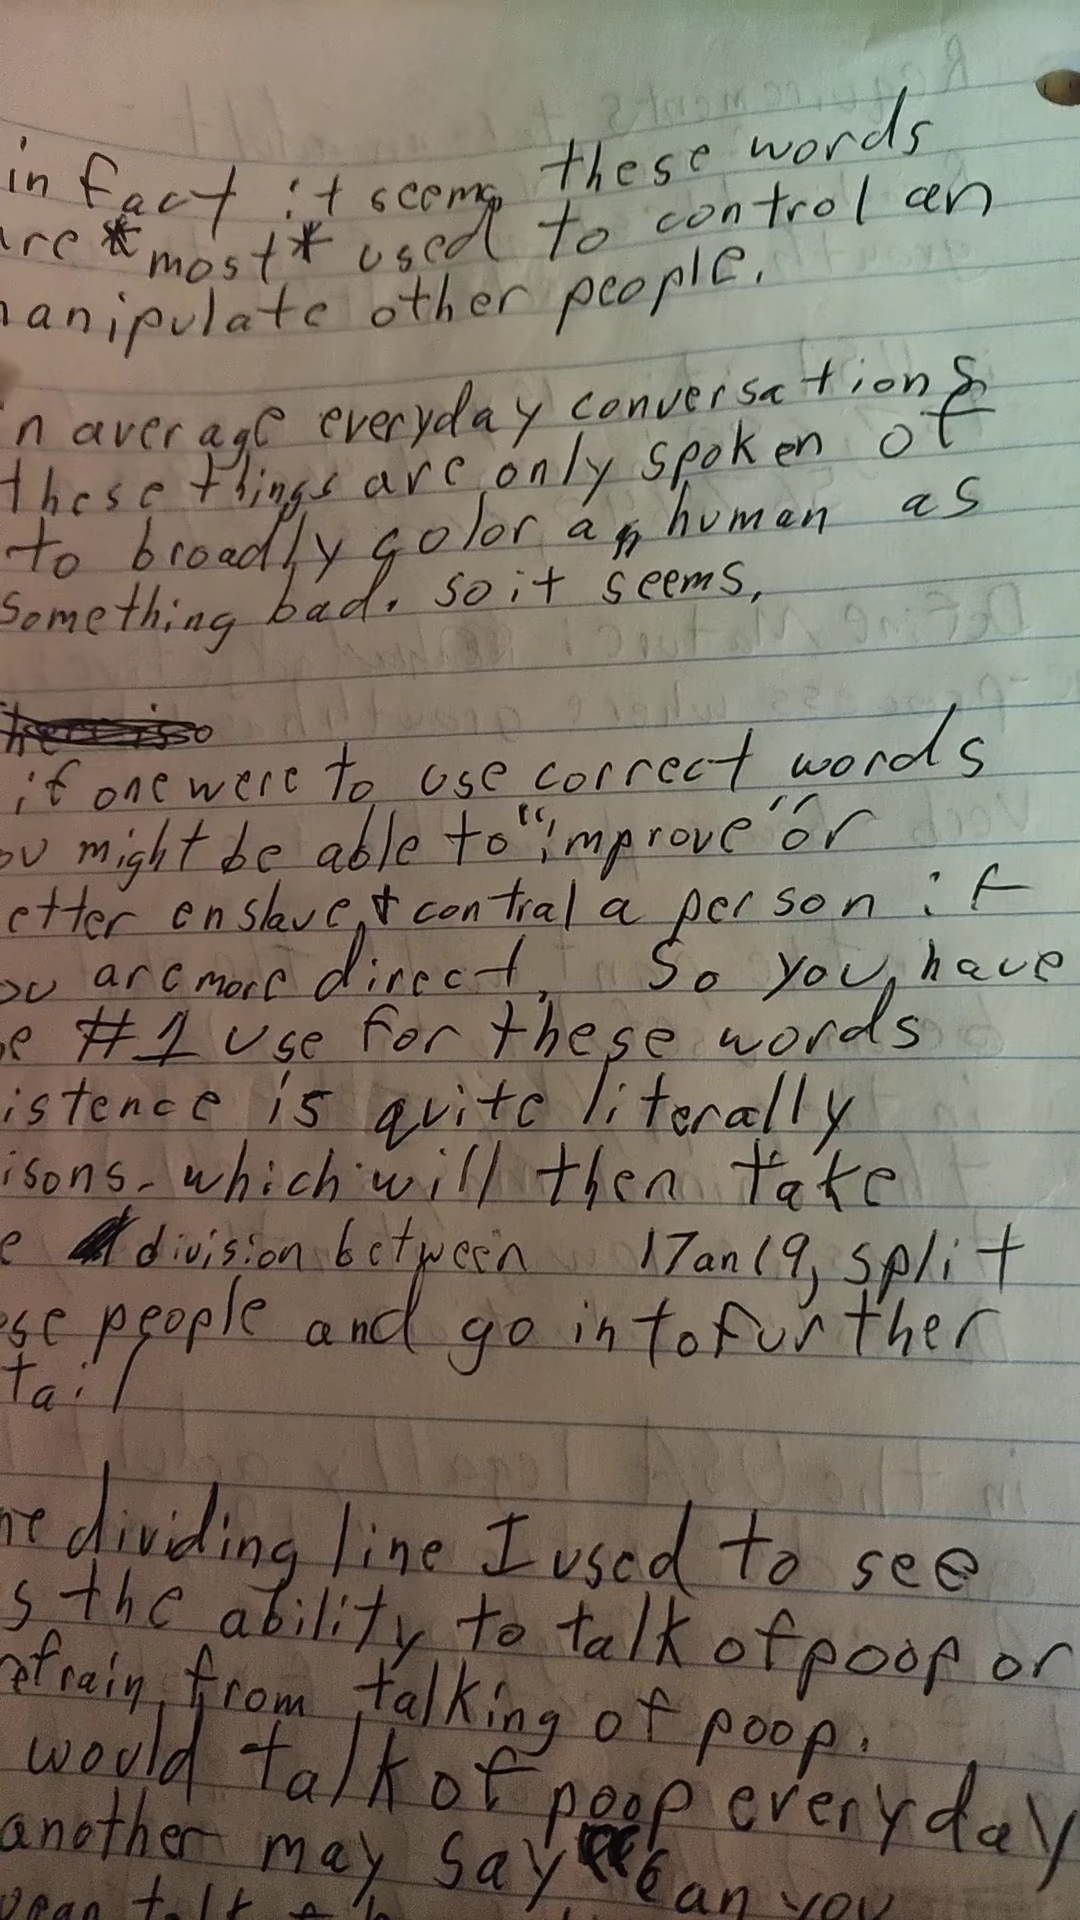 in fact it seems these words
are *most* used to control an
manipulate other people.
n average everyday conversations
these things are only spoken of
to broadly color a human as
something bad. so it seems,
if one were to use correct words
ou might be able to "improve" or
etter enslave & contral a person if
ou are more direct. So you have
e #1 use for these words
istence is quite literally
isons. which will then take
e division between 17an19, split
ose people and go into further
tail
ne dividing line I used to see
s the ability to talk of poop or
efrain from talking of poop.
would talk of poop everyday
another may say "can you